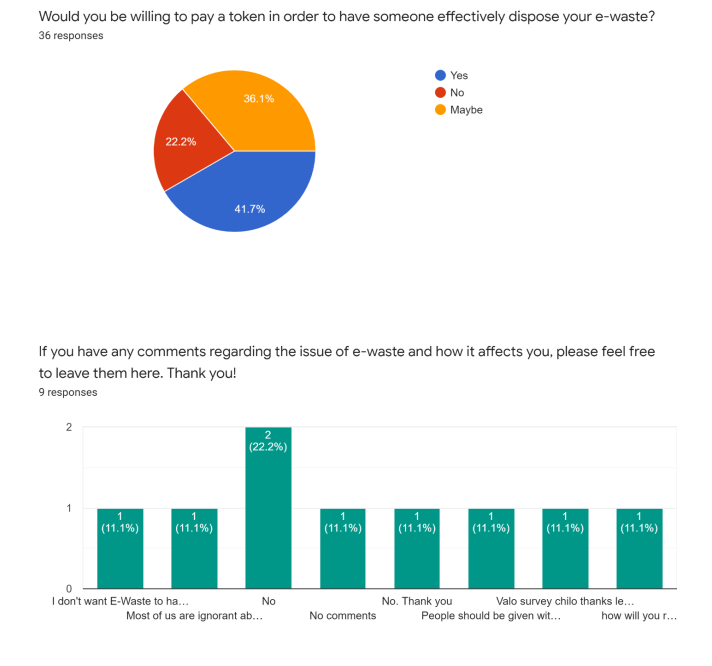 Would you be willing to pay a token in order to have someone effectively dispose your e-waste?
36 responses
Yes
No
Maybe
36.1%
22.2%
41.7%
If you have any comments regarding the issue of e-waste and how it affects you, please feel free
to leave them here. Thank you!
9 responses
2
1
0
1
(11.1%)
1
(11.1%)
2
(22.2%)
1
(11.1%)
1
(11.1%)
1
(11.1%)
1
(11.1%)
1
(11.1%)
I don't want E-Waste to ha…
Most of us are ignorant ab…
No
No comments
No. Thank you
People should be given wit…
Valo survey chilo thanks le…
how will you r…